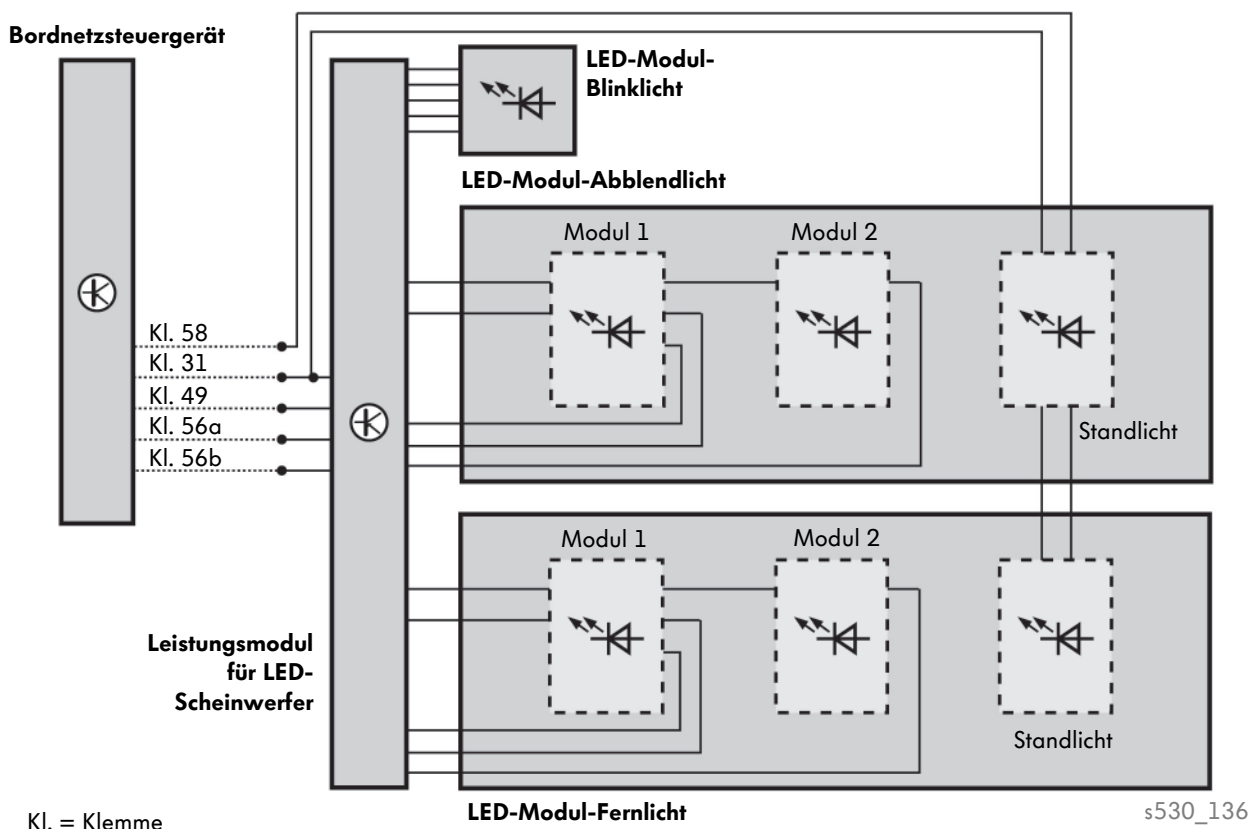 Bordnetzsteuergerät
LED-Modul-
Blinklicht
LED-Modul-Abblendlicht
Modul 1
Modul 2
Kl. 58
Kl. 31
Kl. 49
Kl. 56a
Kl. 56b
Standlicht
Modul 1
Modul 2
Leistungsmodul
für LED-
Scheinwerfer
Standlicht
LED-Modul-Fernlicht
Kl. = Klemme
s530_136